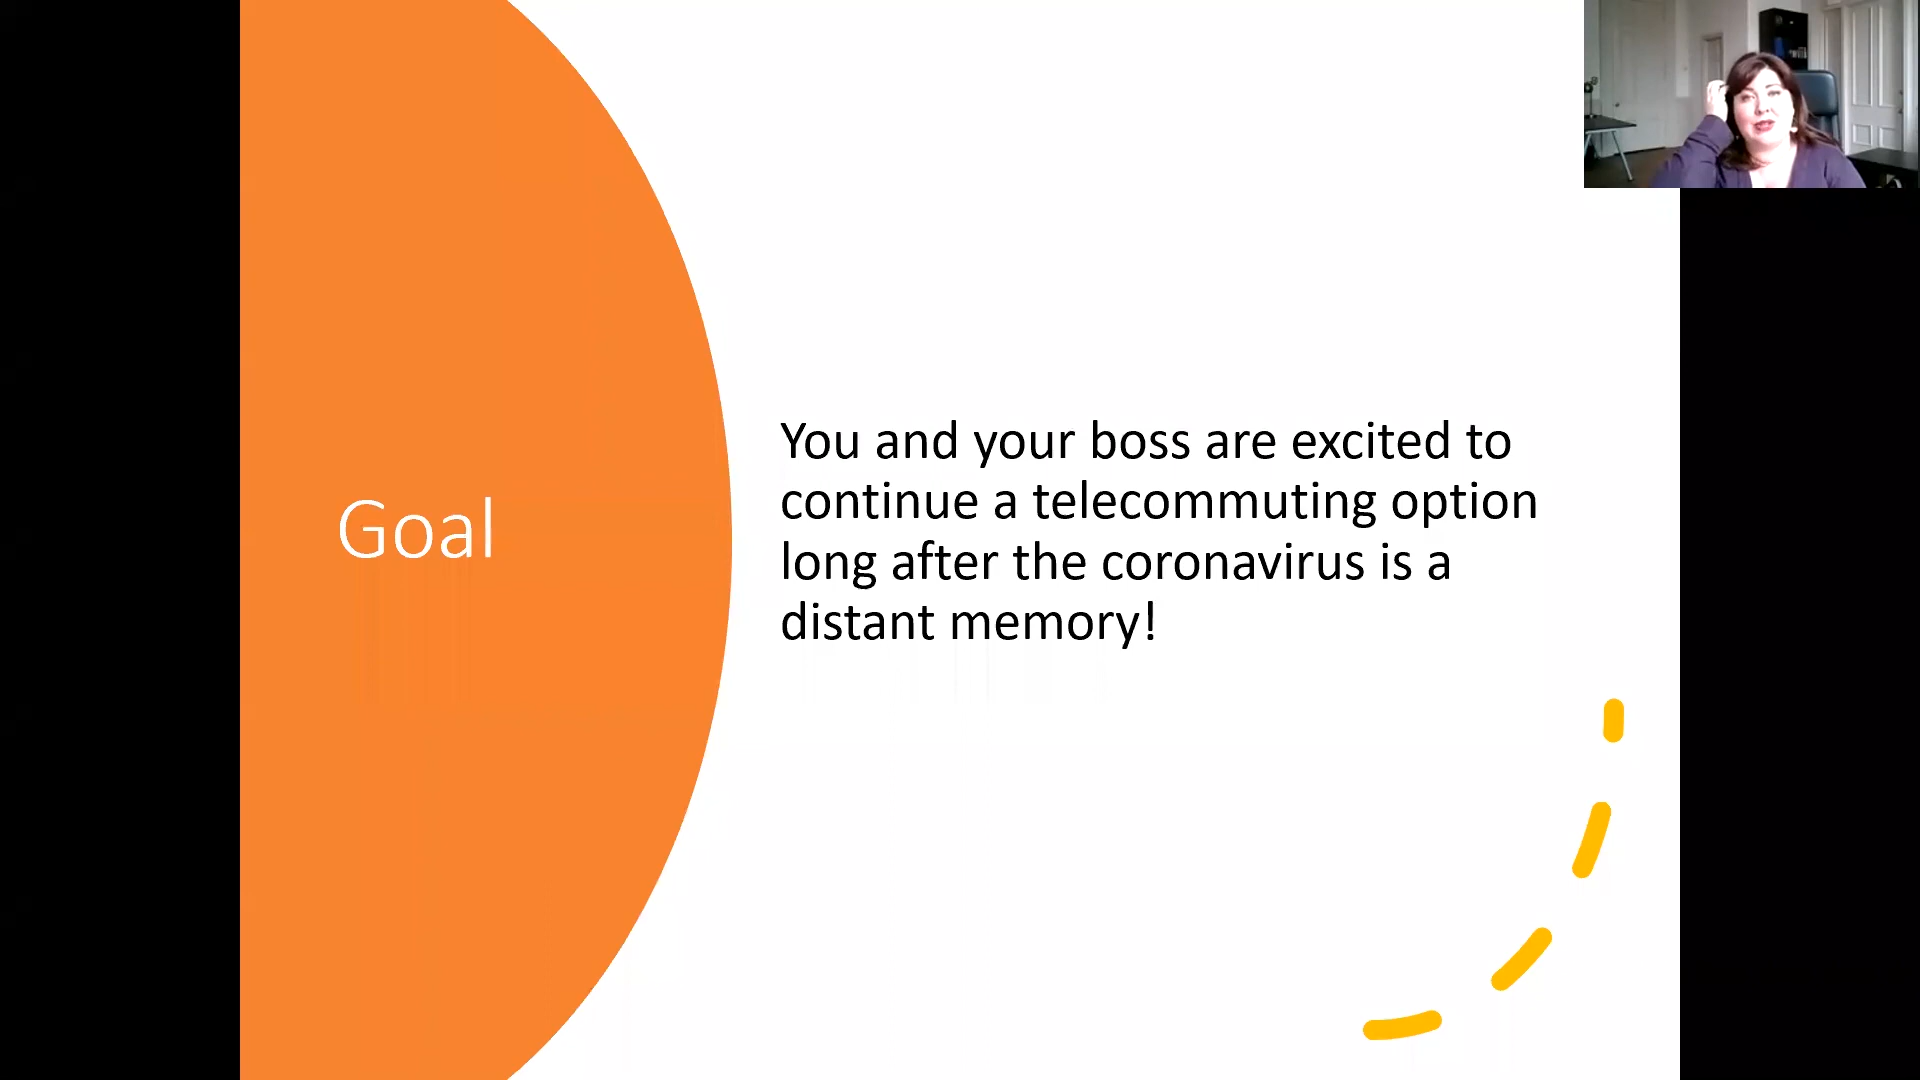 Goal
You and your boss are excited to
continue a telecommuting option
long after the coronavirus is a
distant memory!